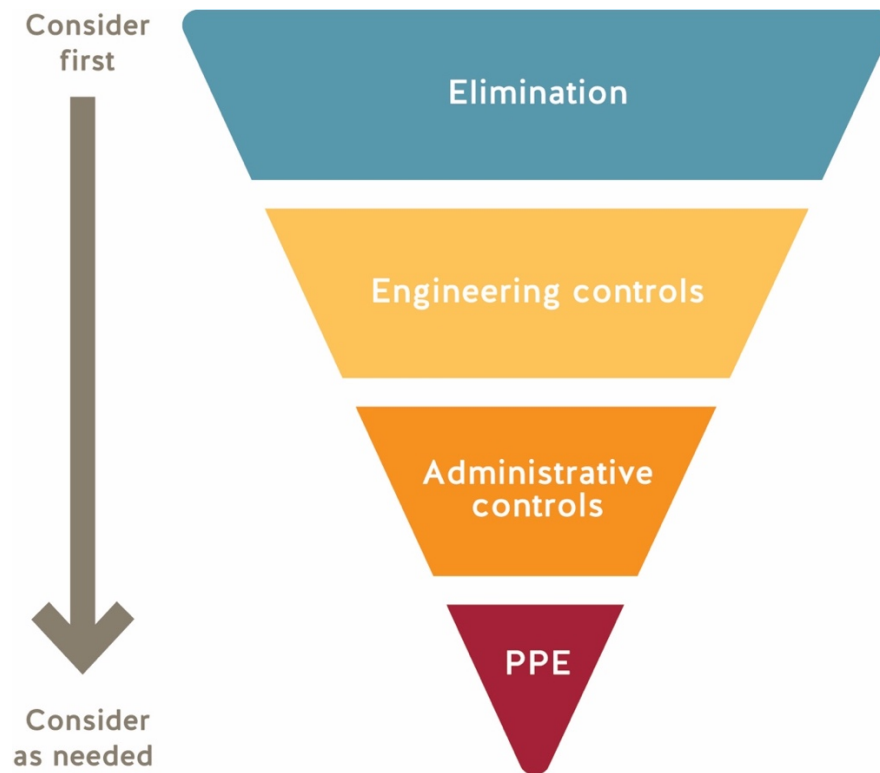 Consider
first
Elimination
Engineering controls
Administrative
controls
PPE
Consider
as needed